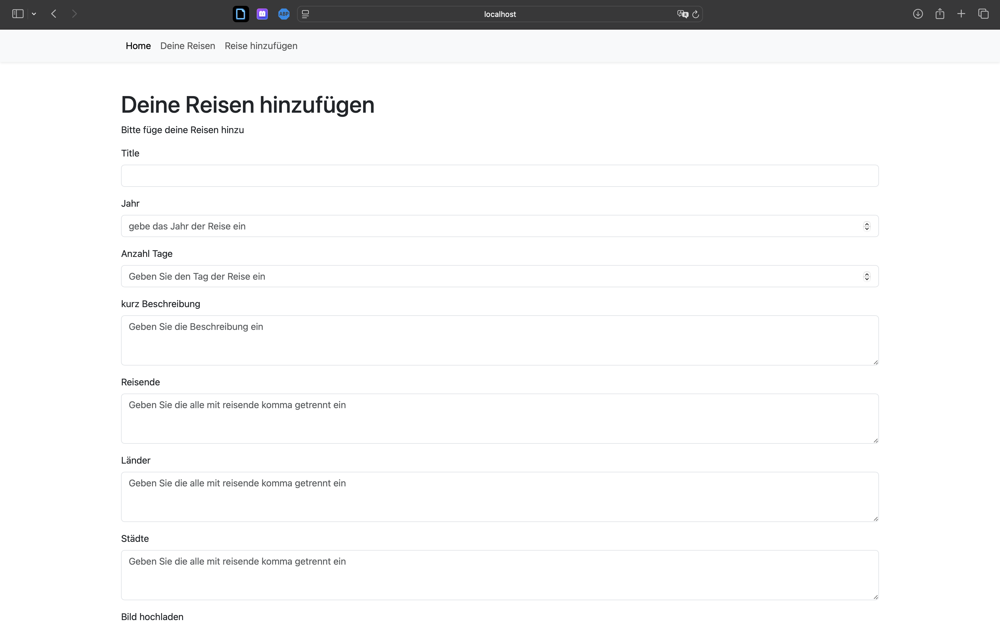 ABP
localhost
Home Deine Reisen Reise hinzufügen
Deine Reisen hinzufügen
Bitte füge deine Reisen hinzu
Title
Jahr
gebe das Jahr der Reise ein
Anzahl Tage
Geben Sie den Tag der Reise ein
kurz Beschreibung
Geben Sie die Beschreibung ein
Reisende
Geben Sie die alle mit reisende komma getrennt ein
Länder
Geben Sie die alle mit reisende komma getrennt ein
Städte
Geben Sie die alle mit reisende komma getrennt ein
Bild hochladen